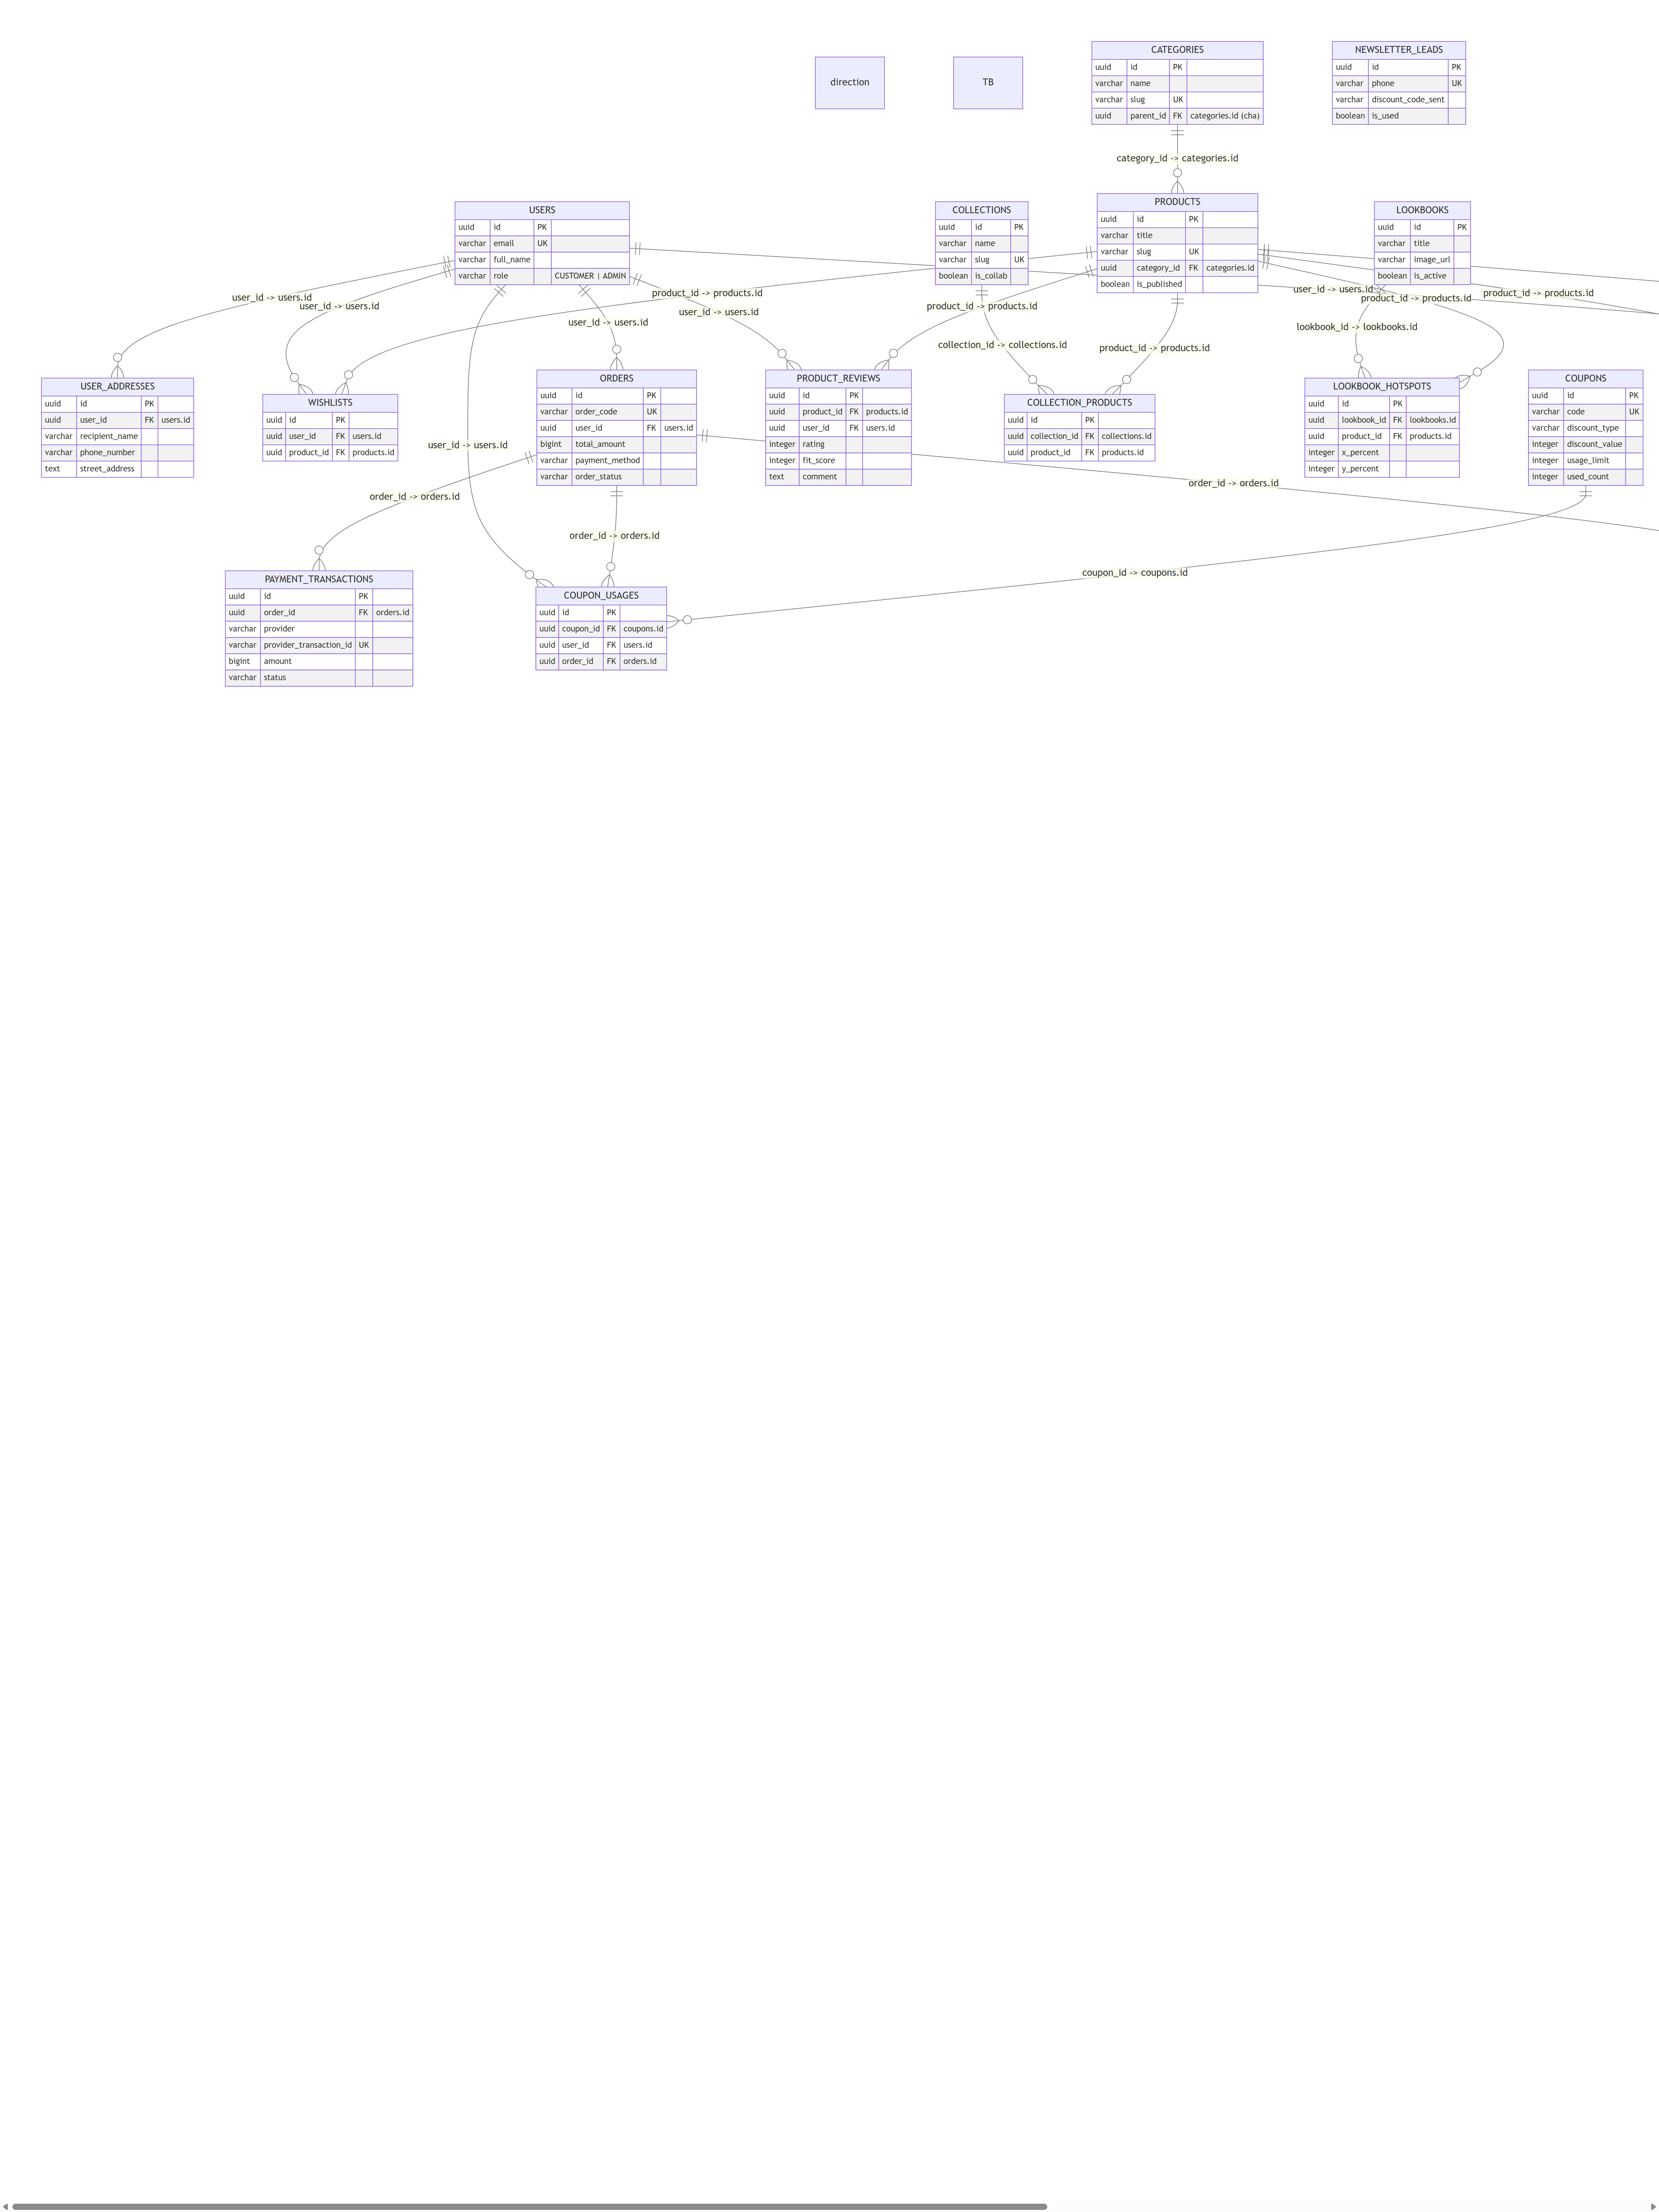 direction
TB
CATEGORIES
uuid id PK
varchar name
varchar slug UK
uuid parent_id FK categories.id (cha)
NEWSLETTER_LEADS
uuid id PK
varchar phone UK
varchar discount_code_sent
boolean is_used
category_id -> categories.id
USERS
uuid id PK
varchar email UK
varchar full_name
varchar role CUSTOMER | ADMIN
COLLECTIONS
uuid id PK
varchar name
varchar slug UK
boolean is_collab
PRODUCTS
uuid id PK
varchar title
varchar slug UK
uuid category_id FK categories.id
boolean is_published
LOOKBOOKS
uuid id PK
varchar title
varchar image_url
boolean is_active
user_id -> users.id
user_id -> users.id
user_id -> users.id
product_id -> products.id
user_id -> users.id
product_id -> products.id
user_id -> users.id
product_id -> products.id
product_id -> products.id
lookbook_id -> lookbooks.id
collection_id -> collections.id
product_id -> products.id
USER_ADDRESSES
uuid id PK
uuid user_id FK users.id
varchar recipient_name
varchar phone_number
text street_address
WISHLISTS
uuid id PK
uuid user_id FK users.id
uuid product_id FK products.id
ORDERS
uuid id PK
varchar order_code UK
uuid user_id FK users.id
bigint total_amount
varchar payment_method
varchar order_status
PRODUCT_REVIEWS
uuid id PK
uuid product_id FK products.id
uuid user_id FK users.id
integer rating
integer fit_score
text comment
COLLECTION_PRODUCTS
uuid id PK
uuid collection_id FK collections.id
uuid product_id FK products.id
LOOKBOOK_HOTSPOTS
uuid id PK
uuid lookbook_id FK lookbooks.id
uuid product_id FK products.id
integer x_percent
integer y_percent
COUPONS
uuid id PK
varchar code UK
varchar discount_type
integer discount_value
integer usage_limit
integer used_count
user_id -> users.id
order_id -> orders.id
order_id -> orders.id
order_id -> orders.id
coupon_id -> coupons.id
PAYMENT_TRANSACTIONS
uuid id PK
uuid order_id FK orders.id
varchar provider
varchar provider_transaction_id UK
bigint amount
varchar status
COUPON_USAGES
uuid id PK
uuid coupon_id FK coupons.id
uuid user_id FK users.id
uuid order_id FK orders.id